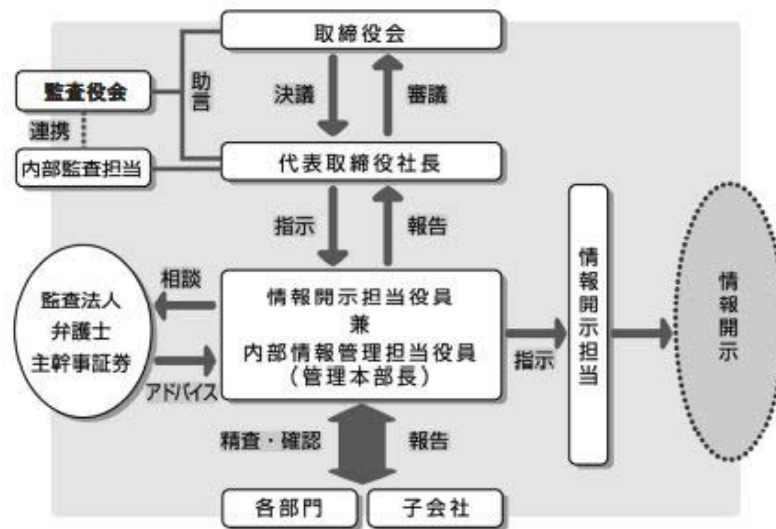 取締役会
監査役会
助言
決議
審議
連携
内部監査担当
代表取締役社長
指示
報告
相談
監査法人
弁護士
主幹事証券
アドバイス
情報開示担当役員
兼
内部情報管理担当役員
(管理本部長)
指示
情報開示担当
情報開示
精査・確認
報告
各部門
子会社